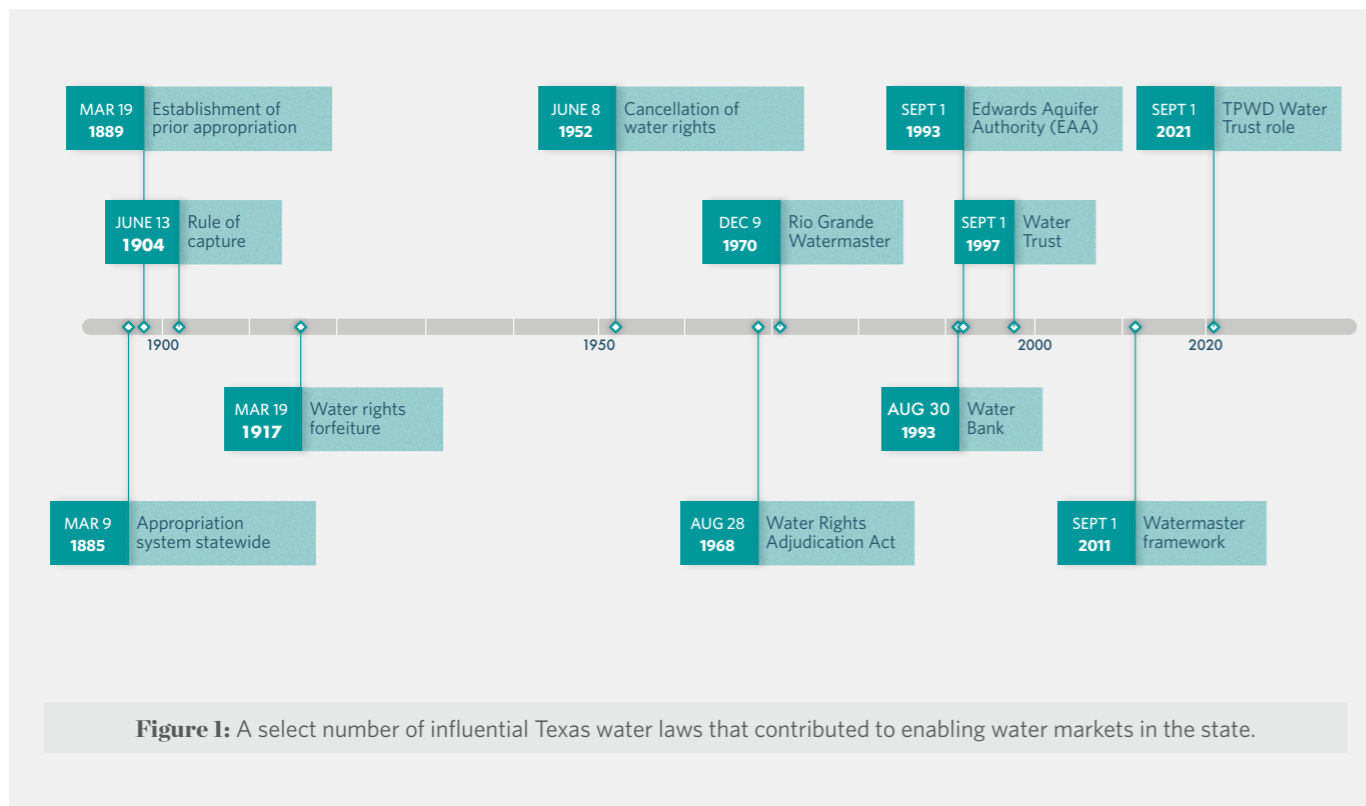 MAR 19
1889
Establishment of
prior appropriation
JUNE 8
1952
Cancellation of
water rights
SEPT 1
1993
Edwards Aquifer
Authority (EAA)
SEPT 1
2021
TPWD Water
Trust role
JUNE 13
1904
Rule of
capture
DEC 9
1970
Rio Grande
Watermaster
SEPT 1
1997
Water
Trust
1900
1950
2000
2020
MAR 19
1917
Water rights
forfeiture
AUG 30
1993
Water
Bank
MAR 9
1885
Appropriation
system statewide
AUG 28
1968
Water Rights
Adjudication Act
SEPT 1
2011
Watermaster
framework
Figure 1: A select number of influential Texas water laws that contributed to enabling water markets in the state.